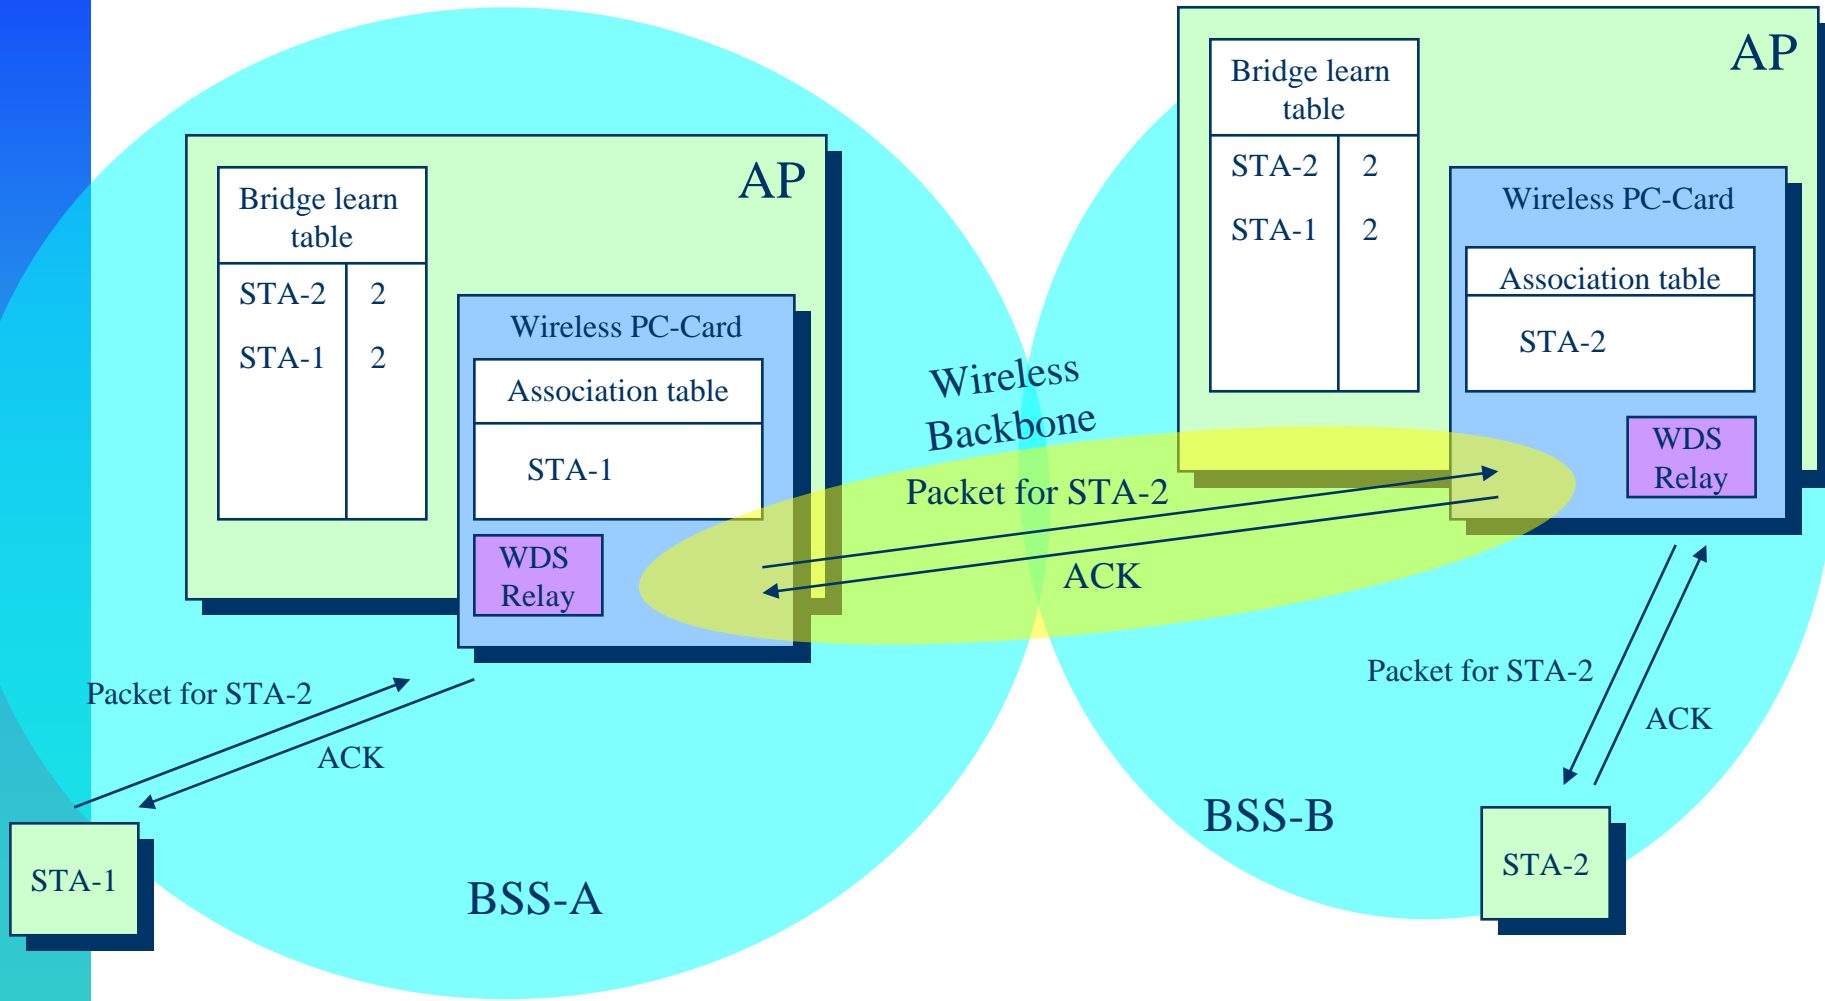 AP
Bridge learn
table
STA-2 2
STA-1 2
Wireless PC-Card
Association table
STA-1
WDS
Relay
Wireless
Backbone
Packet for STA-2
ACK
AP
Bridge learn
table
STA-2 2
STA-1 2
Wireless PC-Card
Association table
STA-2
WDS
Relay
Packet for STA-2
ACK
STA-1
BSS-A
Packet for STA-2
ACK
BSS-B
STA-2